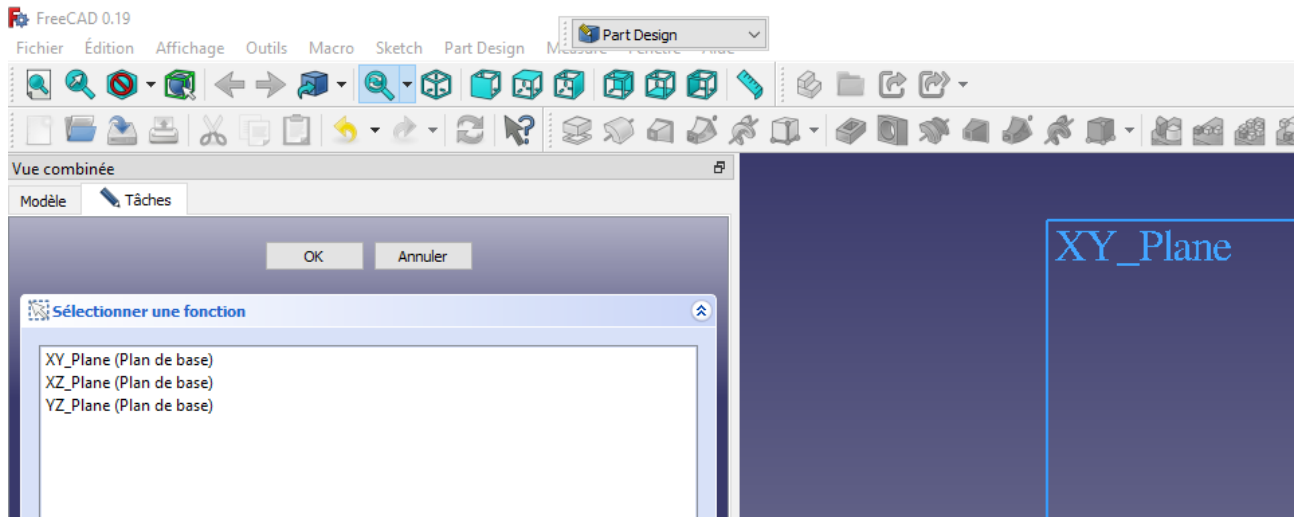 FreeCAD 0.19
Part Design
Fichier Édition Affichage Outils Macro Sketch Part Design
Vue combinée
Modèle Tâches
OK Annuler
Sélectionner une fonction
XY_Plane (Plan de base)
XZ_Plane (Plan de base)
YZ_Plane (Plan de base)
XY_Plane